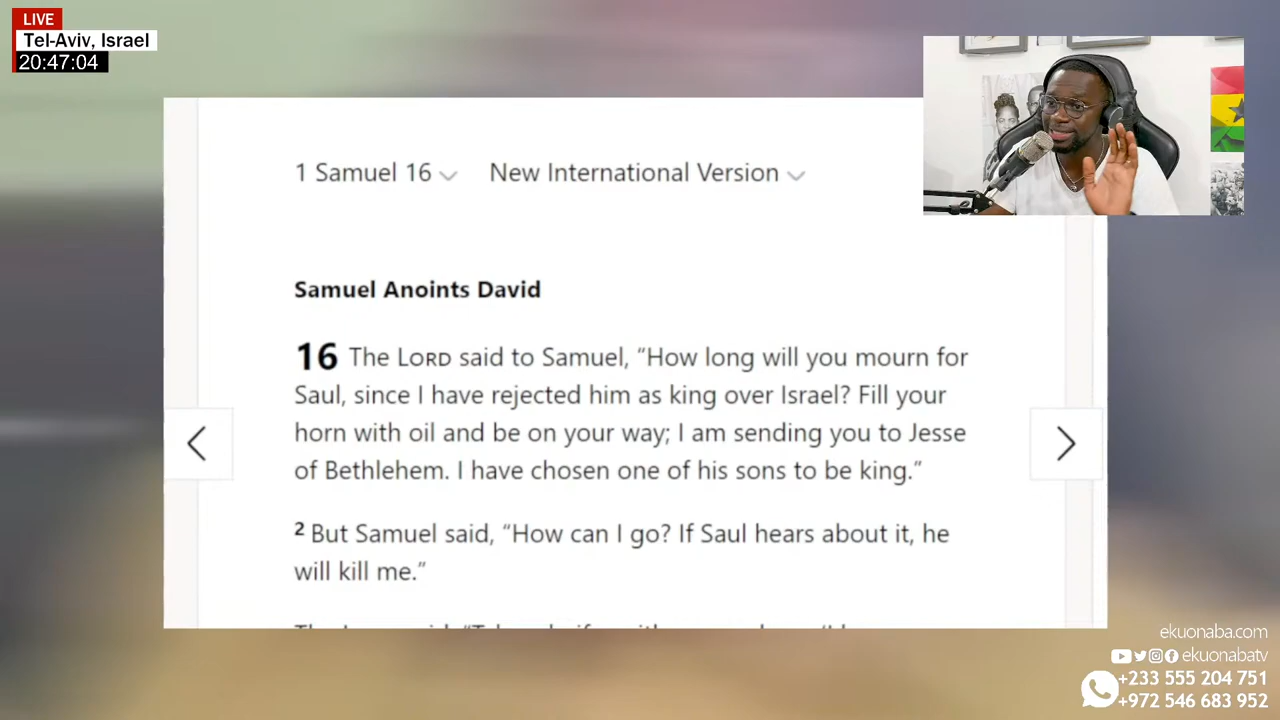 LIVE
Tel-Aviv, Israel
20:47:04
1 Samuel 16 New International Version
Samuel Anoints David
16 The LORD said to Samuel, “How long will you mourn for
Saul, since I have rejected him as king over Israel? Fill your
horn with oil and be on your way; I am sending you to Jesse
of Bethlehem. I have chosen one of his sons to be king.”
2 But Samuel said, “How can I go? If Saul hears about it, he
will kill me.”
ekuonaba.com
ekuonabatv
+233 555 204 751
+972 546 683 952